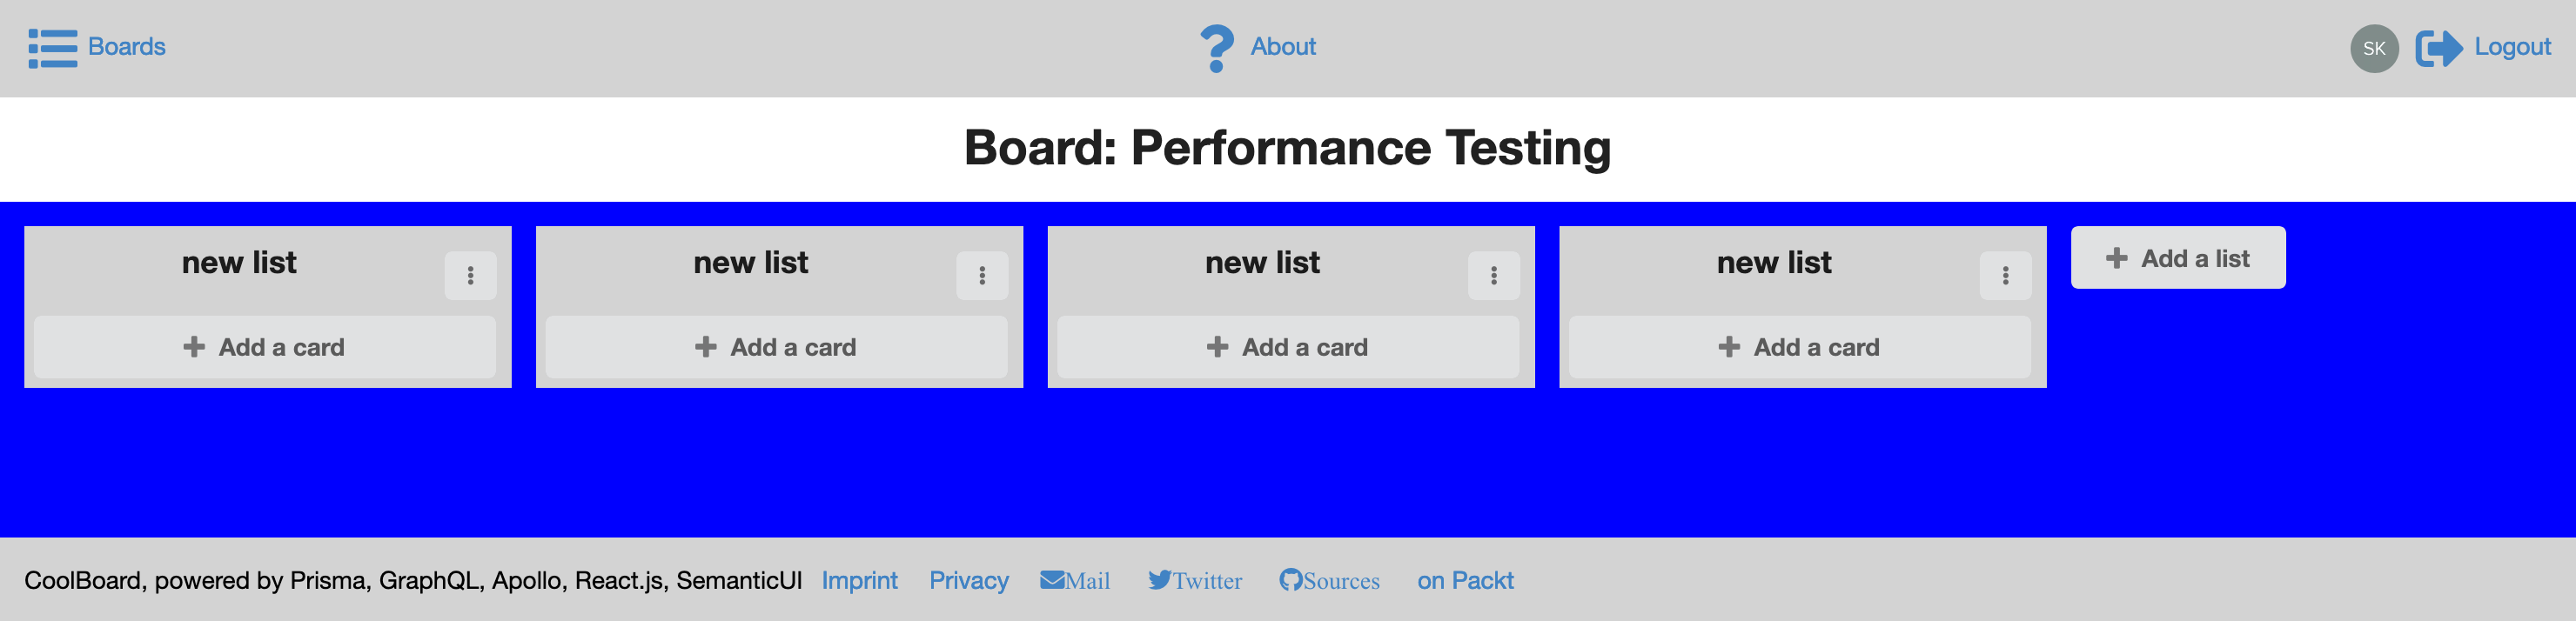 Boards About SK Logout
Board: Performance Testing
new list new list new list new list Add a list
Add a card Add a card Add a card Add a card
CoolBoard, powered by Prisma, GraphQL, Apollo, React.js, SemanticUI Imprint Privacy Mail Twitter Sources on Packt